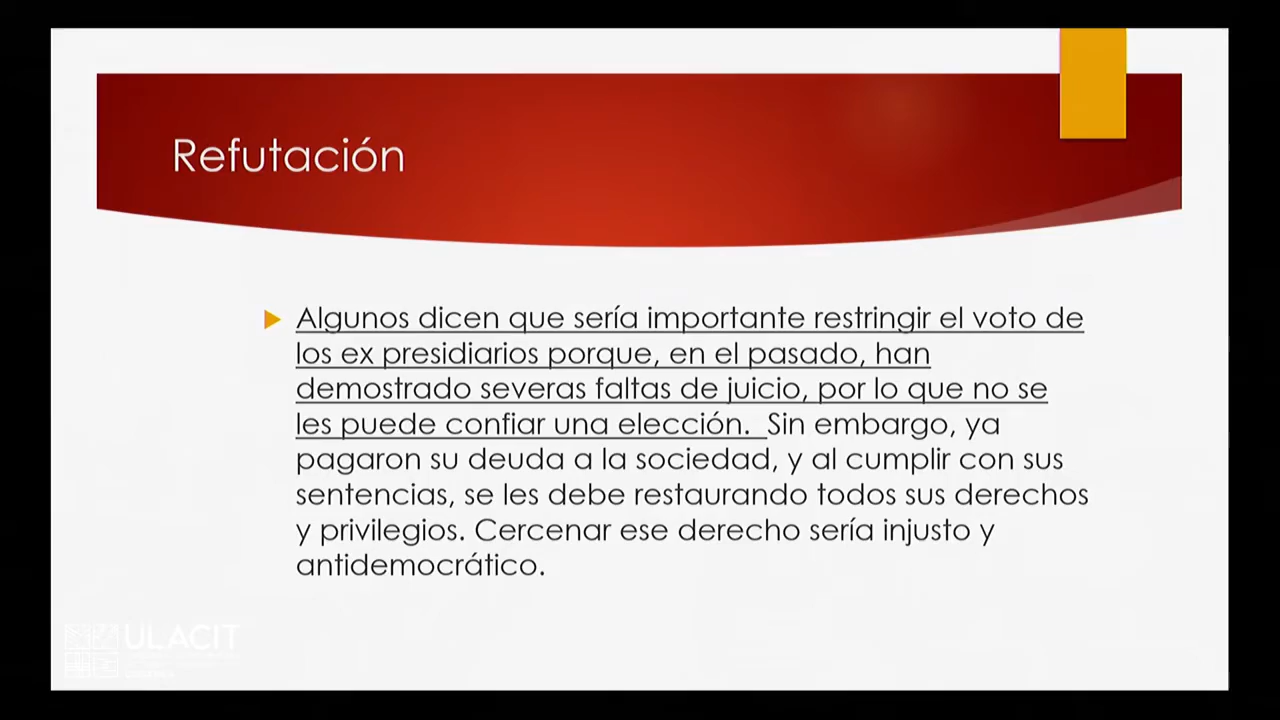 Refutación
Algunos dicen que sería importante restringir el voto de
los ex presidiarios porque, en el pasado, han
demostrado severas faltas de juicio, por lo que no se
les puede confiar una elección. Sin embargo, ya
pagaron su deuda a la sociedad, y al cumplir con sus
sentencias, se les debe restaurando todos sus derechos
y privilegios. Cercenar ese derecho sería injusto y
antidemocrático.
ULACIT